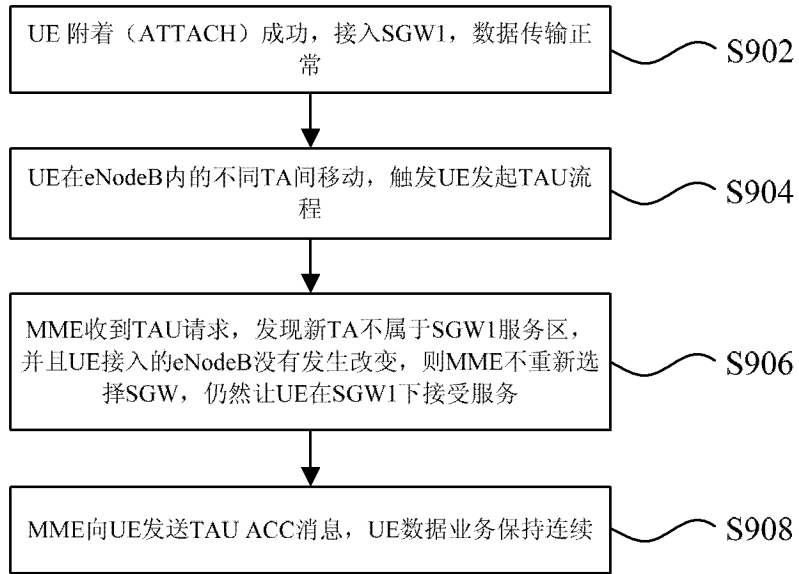 UE 附着（ATTACH）成功，接入SGW1，数据传输正
常
S902
UE在eNodeB内的不同TA间移动，触发UE发起TAU流
程
S904
MME收到TAU请求，发现新TA不属于SGW1服务区，
并且UE接入的eNodeB没有发生改变，则MME不重新选
择SGW，仍然让UE在SGW1下接受服务
S906
MME向UE发送TAU ACC消息，UE数据业务保持连续
S908